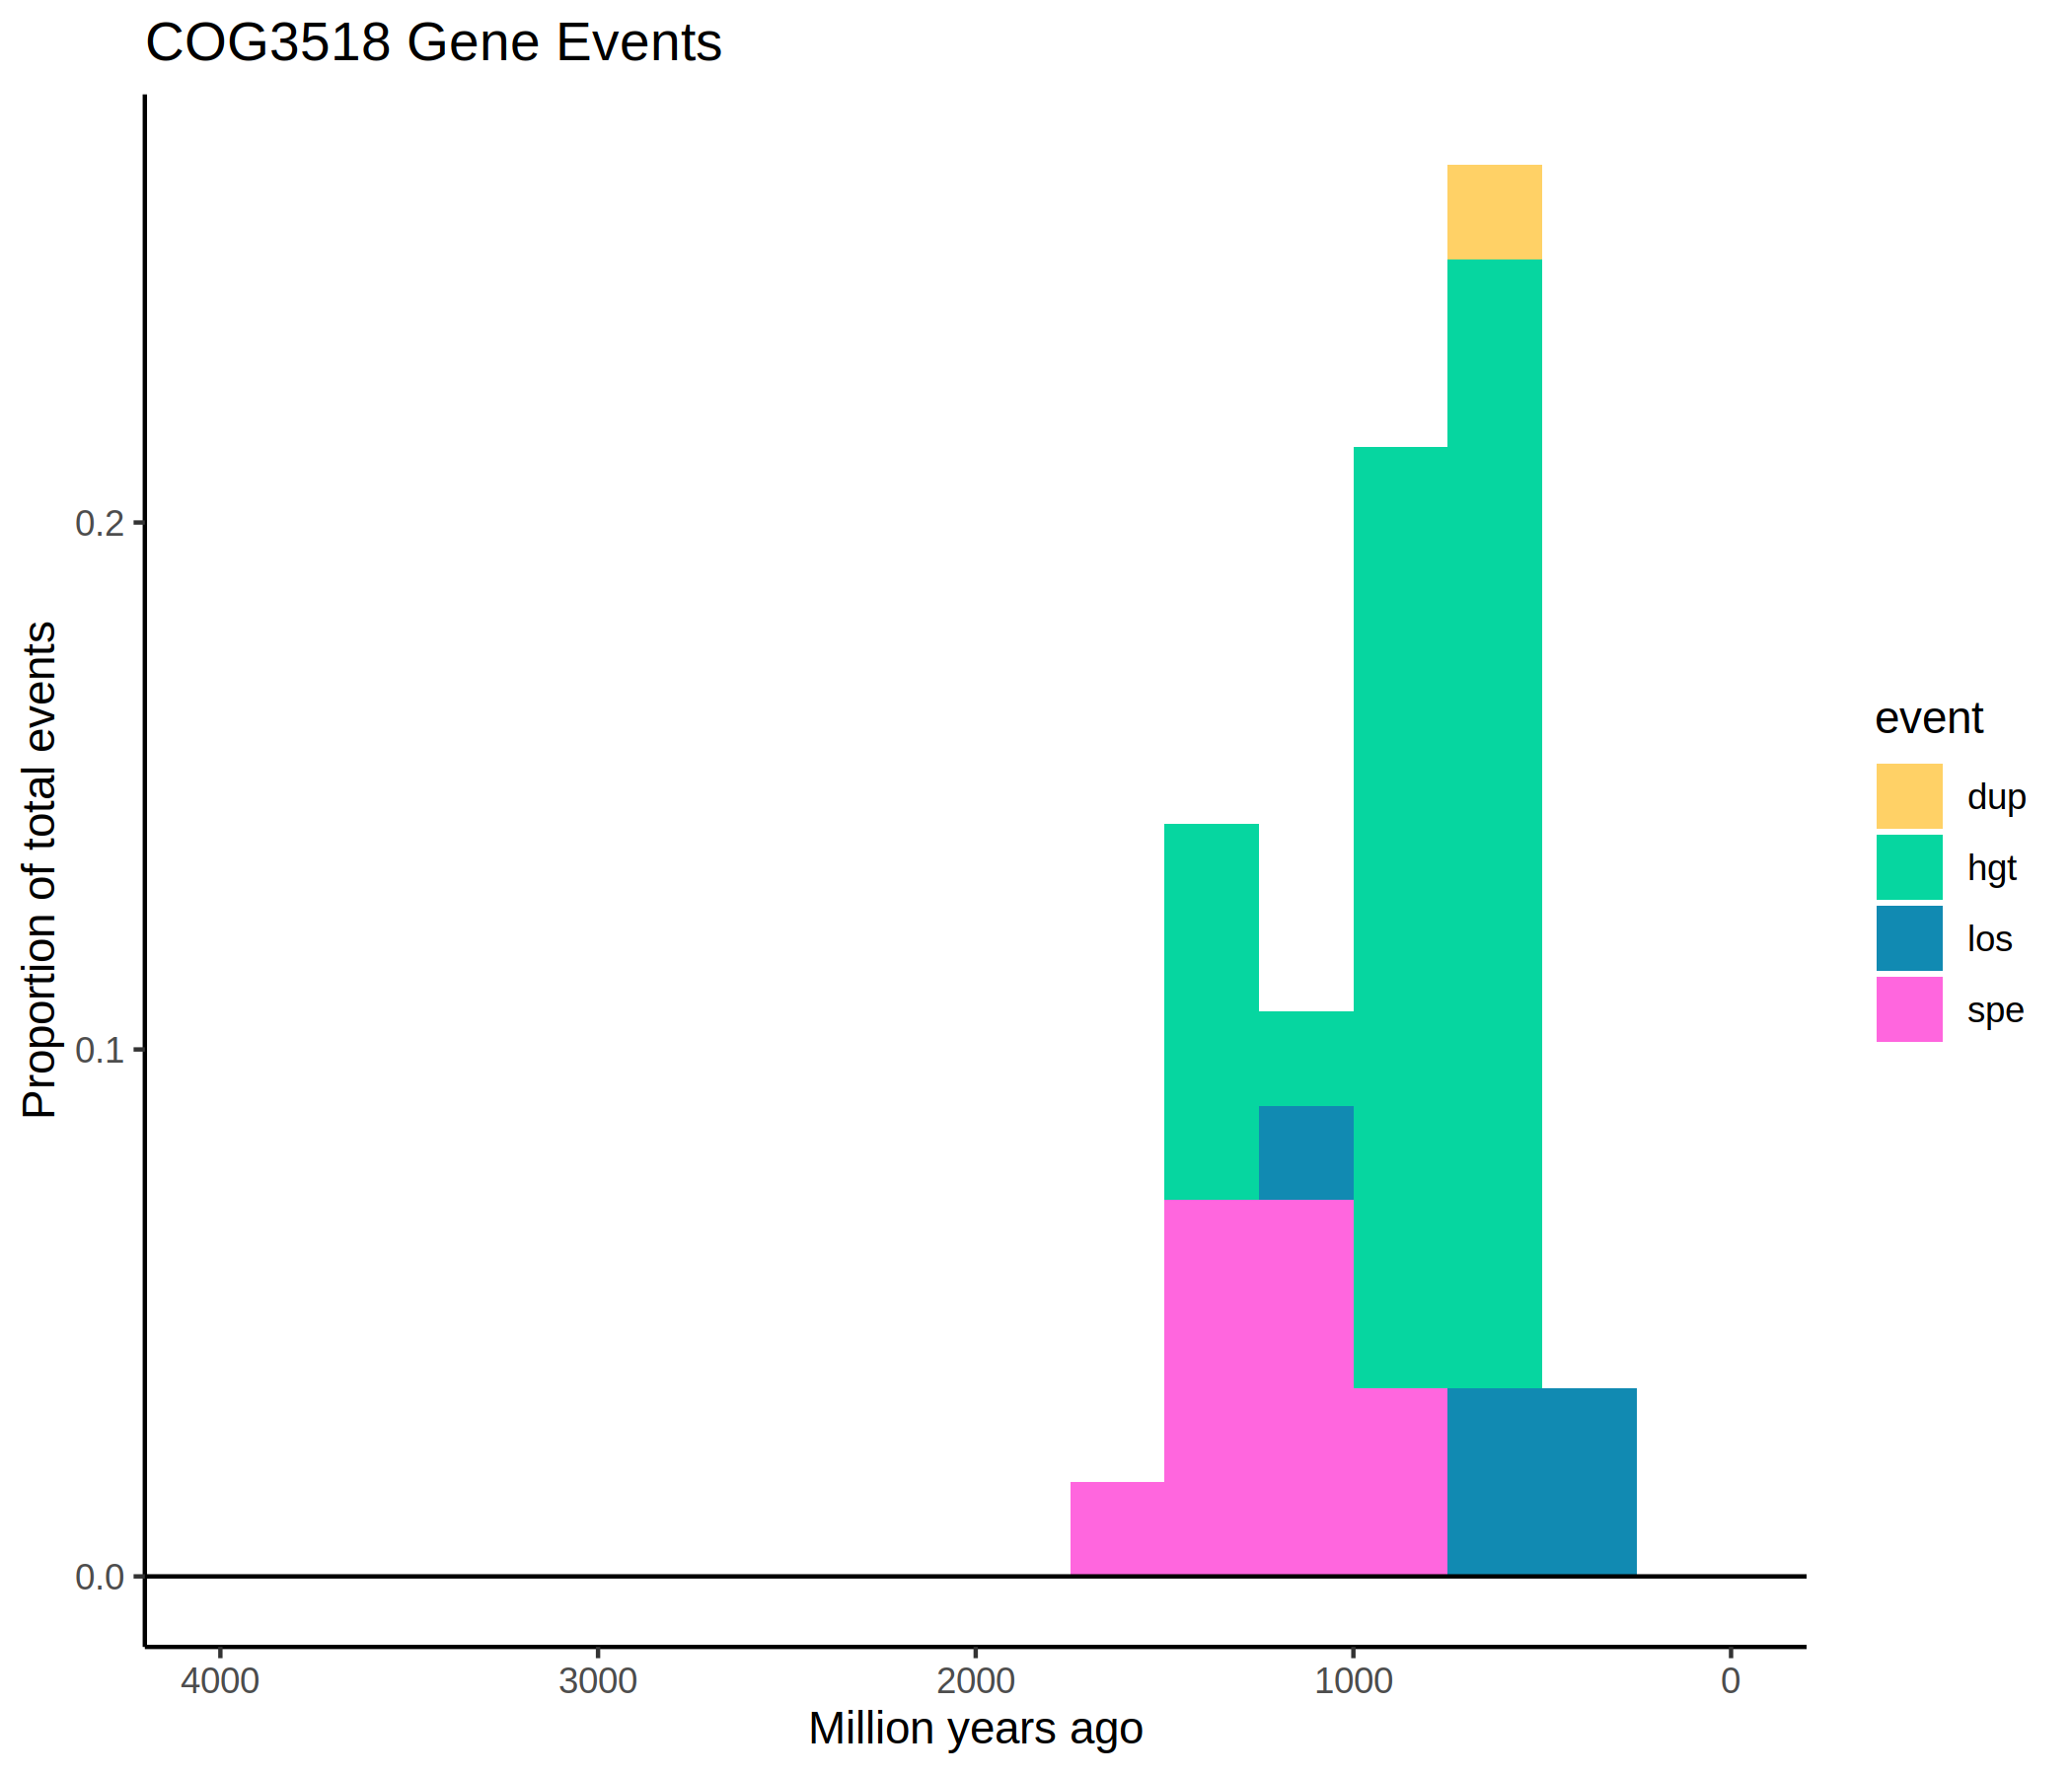 COG3518 Gene Events
Proportion of total events
0.2
0.1
0.0
4000 3000 2000 1000 0
Million years ago
event
dup
hgt
los
spe